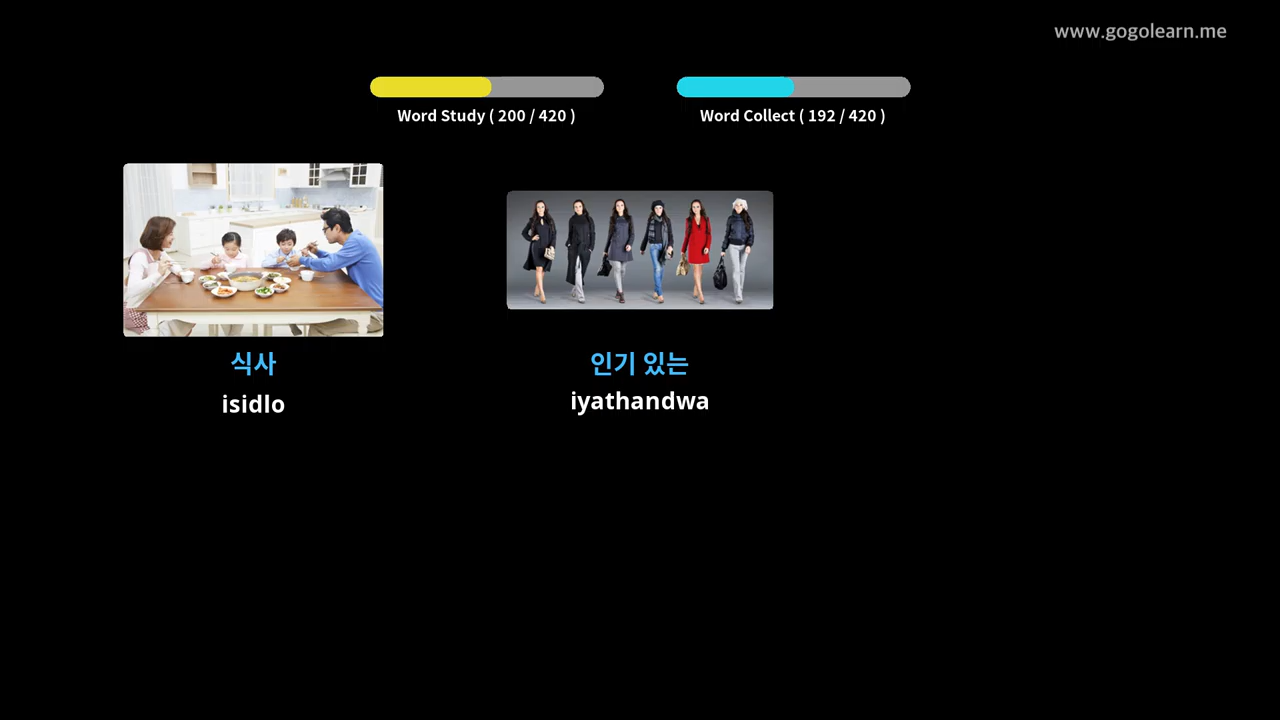 www.gogolearn.me
Word Study ( 200 / 420 )
Word Collect ( 192 / 420 )
식사
isidlo
인기 있는
iyathandwa